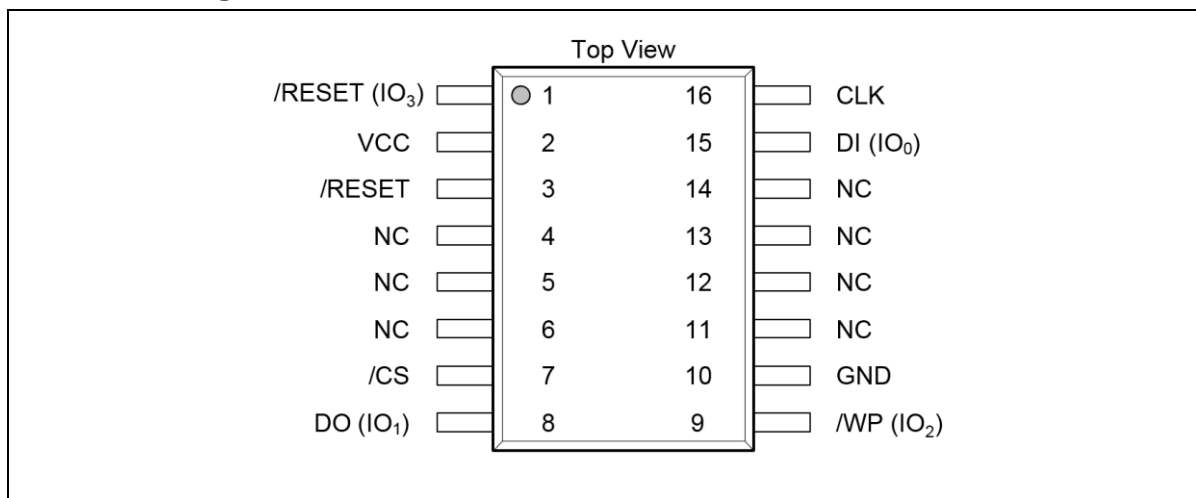 Top View
/RESET (IO₃) 1 16 CLK
VCC 2 15 DI (IO₀)
/RESET 3 14 NC
NC 4 13 NC
NC 5 12 NC
NC 6 11 NC
/CS 7 10 GND
DO (IO₁) 8 9 /WP (IO₂)